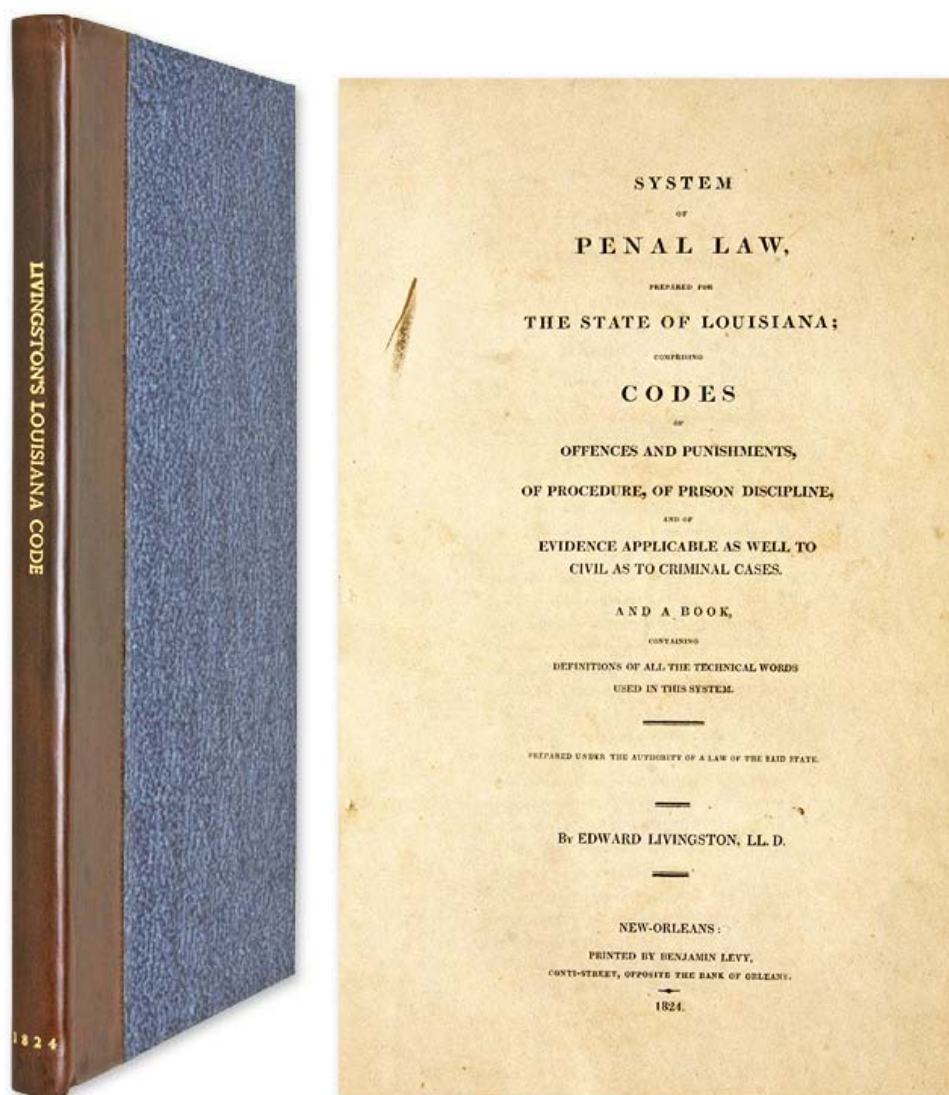 LIVINGSTON'S LOUISIANA CODE
1824
SYSTEM
OF
PENAL LAW,
PREPARED FOR
THE STATE OF LOUISIANA;
COMPRISING
CODES
OF
OFFENCES AND PUNISHMENTS,
OF PROCEDURE, OF PRISON DISCIPLINE,
AND OF
EVIDENCE APPLICABLE AS WELL TO
CIVIL AS TO CRIMINAL CASES.
AND A BOOK,
CONTAINING
DEFINITIONS OF ALL THE TECHNICAL WORDS
USED IN THIS SYSTEM.
PREPARED UNDER THE AUTHORITY OF A LAW OF THE SAID STATE.
By EDWARD LIVINGSTON, LL. D.
NEW-ORLEANS:
PRINTED BY BENJAMIN LEVY,
CONTI-STREET, OPPOSITE THE BANK OF ORLEANS.
1824.